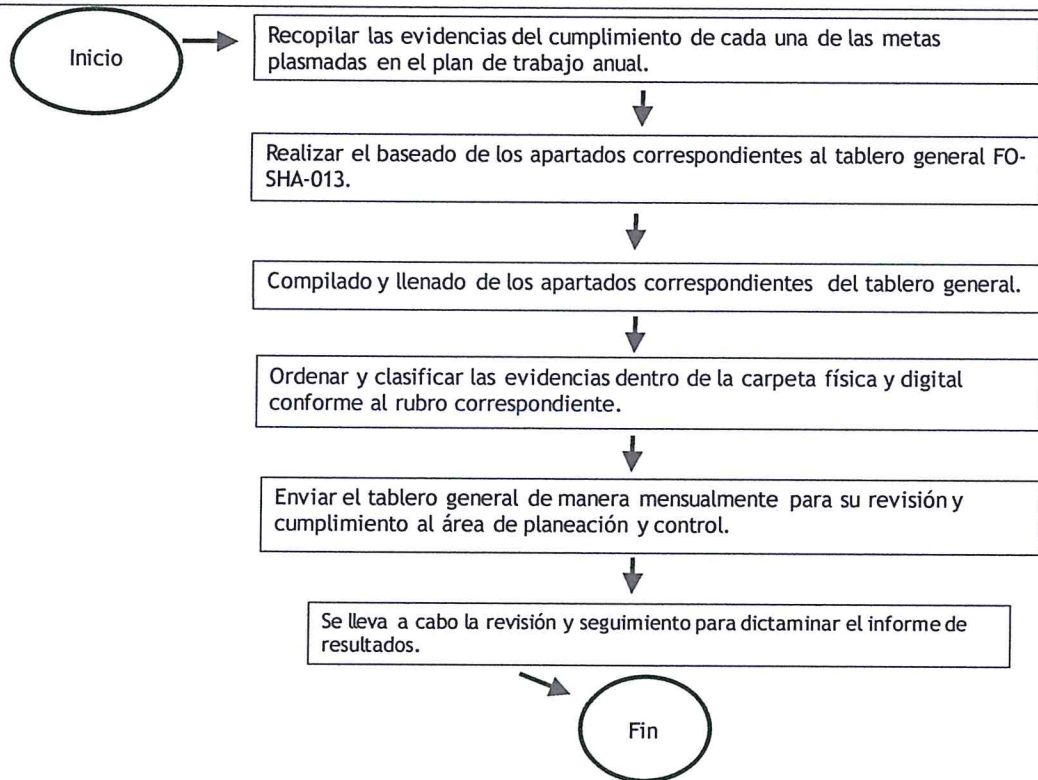 Inicio
Recopilar las evidencias del cumplimiento de cada una de las metas
plasmadas en el plan de trabajo anual.
Realizar el baseado de los apartados correspondientes al tablero general FO-
SHA-013.
Compilado y llenado de los apartados correspondientes del tablero general.
Ordenar y clasificar las evidencias dentro de la carpeta física y digital
conforme al rubro correspondiente.
Enviar el tablero general de manera mensualmente para su revisión y
cumplimiento al área de planeación y control.
Se lleva a cabo la revisión y seguimiento para dictaminar el informe de
resultados.
Fin